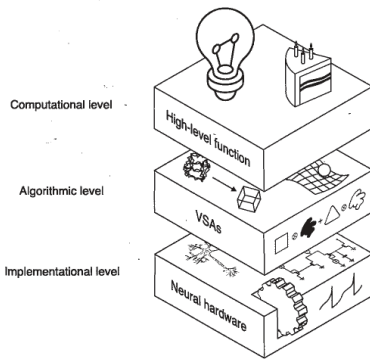 Computational level
High-level function
Algorithmic level
VSAs
Implementational level
Neural hardware